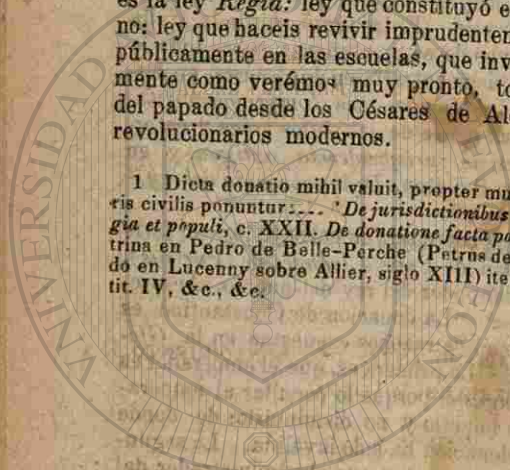 es la ley Regia: ley que constituyó e
no: ley que haceis revivir imprudenter
públicamente en las escuelas, que inv
mente como verémos muy pronto, to
del papado desde los Césares de Al
revolucionarios modernos.
1 Dicta donatio mihil valuit, propter mu
ris civilis ponuntur:.... 'De jurisdictionibus
gia et populi, c. XXII. De donatione facta pa
trina en Pedro de Belle-Perche (Petrus de
do en Lucenny sobre Allier, siglo XIII) ite
tit. IV, &c., &c.